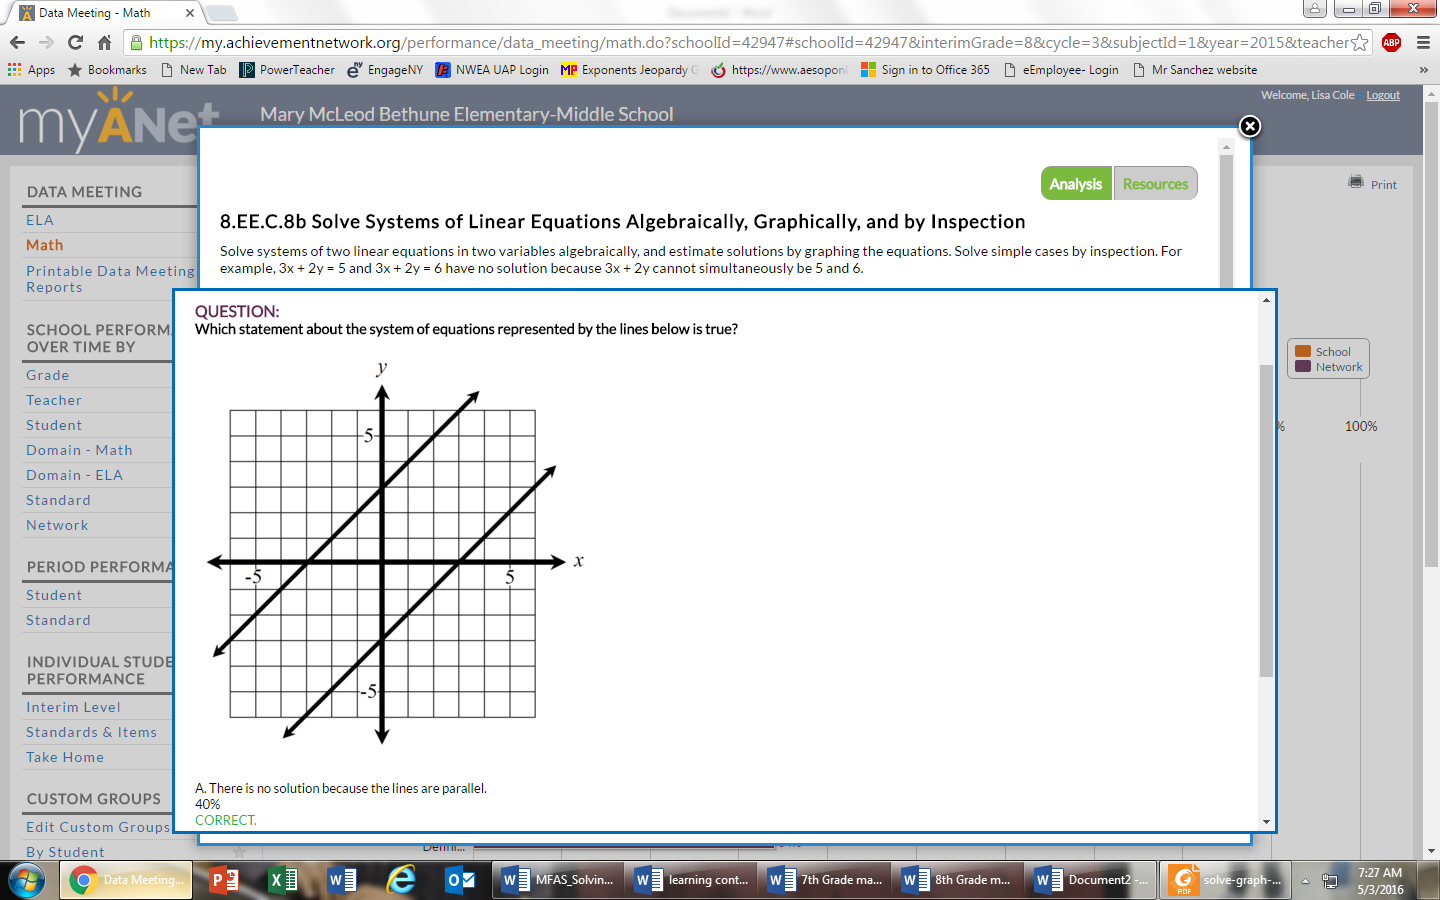 Data Meeting - Math
https://my.achievementnetwork.org/performance/data_meeting/math.do?schoolId=42947#schoolId=42947&interimGrade=8&cycle=3&subjectId=1&year=2015&teacher
ABP
Apps
Bookmarks
New Tab
PowerTeacher
EngageNY
NWEA UAP Login
MP Exponents Jeopardy G
https://www.aesopon
Sign in to Office 365
eEmployee- Login
Mr Sanchez website
»
myANet
Mary McLeod Bethune Elementary-Middle School
Welcome, Lisa Cole
Logout
Print
DATA MEETING
ELA
Math
Printable Data Meeting
Reports
SCHOOL PERFORM
OVER TIME BY
Grade
Teacher
Student
Domain - Math
Domain - ELA
Standard
Network
PERIOD PERFORMA
Student
Standard
INDIVIDUAL STUDE
PERFORMANCE
Interim Level
Standards & Items
Take Home
CUSTOM GROUPS
Edit Custom Groups
By Student
Analysis
Resources
8.EE.C.8b Solve Systems of Linear Equations Algebraically, Graphically, and by Inspection
Solve systems of two linear equations in two variables algebraically, and estimate solutions by graphing the equations. Solve simple cases by inspection. For
example, 3x + 2y = 5 and 3x + 2y = 6 have no solution because 3x + 2y cannot simultaneously be 5 and 6.
QUESTION:
Which statement about the system of equations represented by the lines below is true?
y
5
x
-5
5
-5
A. There is no solution because the lines are parallel.
40%
CORRECT.
School
Network
%
100%
Data Meeting...
MFAS_Solvin...
learning cont...
7th Grade ma...
8th Grade m...
Document2 -...
PDF
solve-graph-...
7:27 AM
5/3/2016